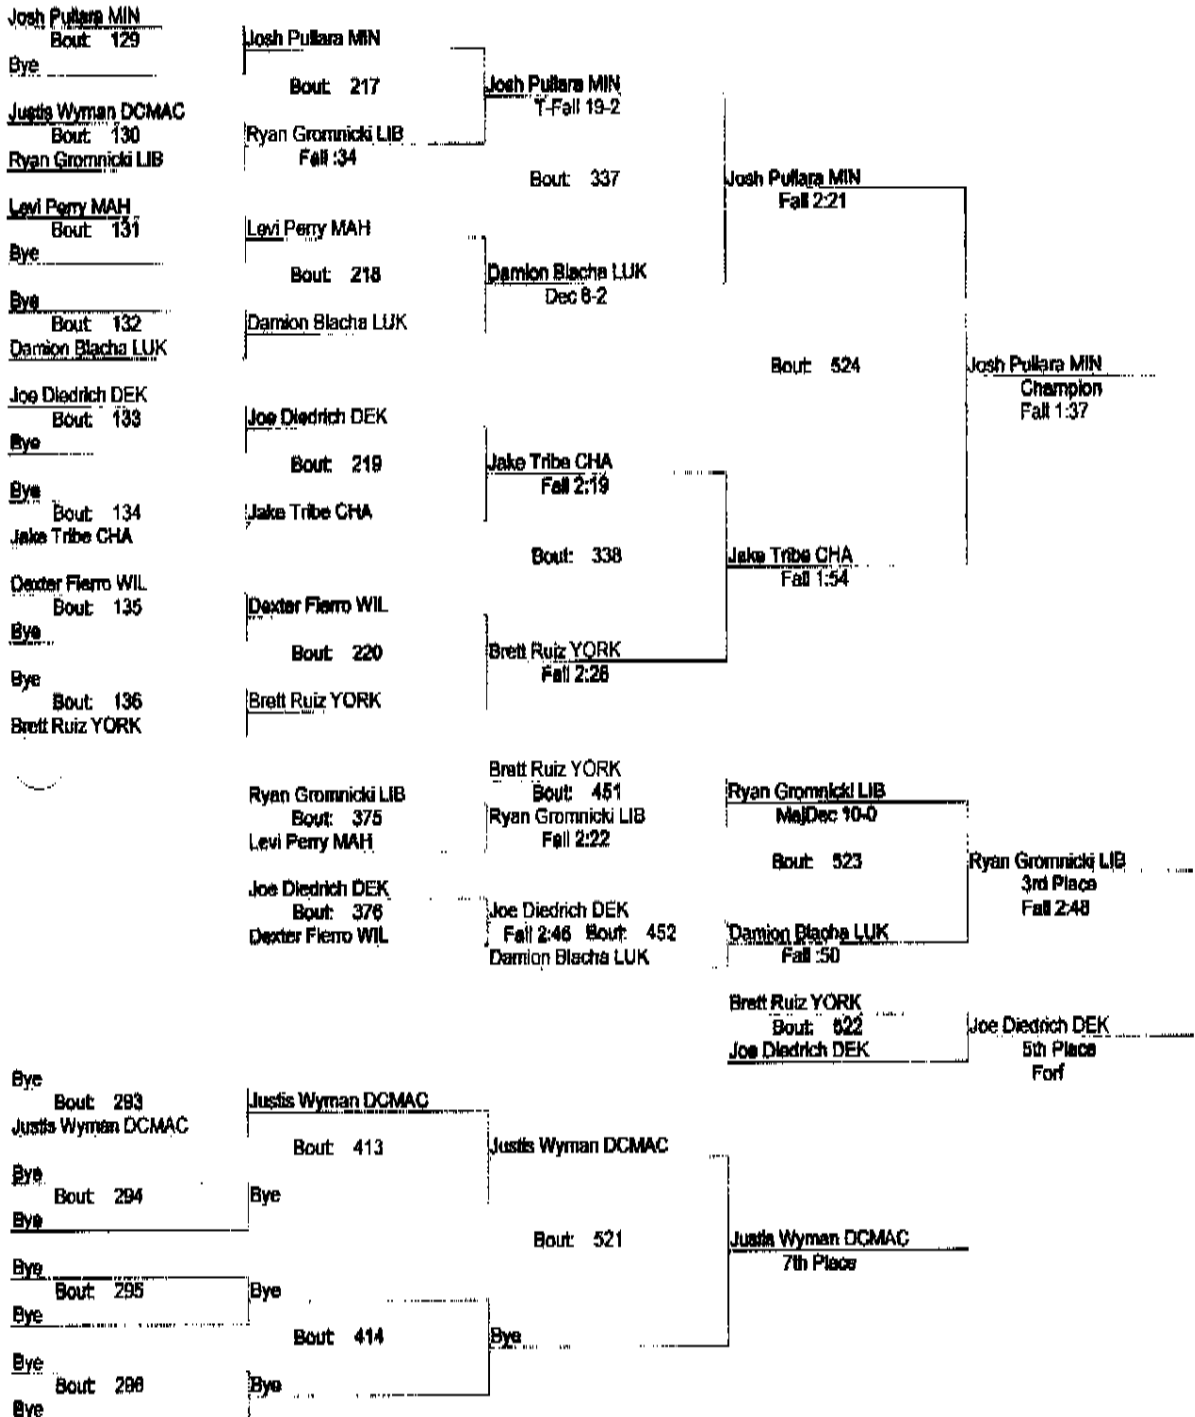 Josh Pullara MIN
Bout: 129
Bye
Josh Pullara MIN
Bout: 217
Josh Pullara MIN
T-Fall 19-2
Justis Wyman DCMAC
Bout: 130
Ryan Gromnicki LIB
Ryan Gromnicki LIB
Fall :34
Bout: 337
Josh Pullara MIN
Fall 2:21
Levi Perry MAH
Bout: 131
Bye
Levi Perry MAH
Bout: 218
Damion Blacha LUK
Dec 6-2
Bye
Bout: 132
Damion Blacha LUK
Damion Blacha LUK
Bout: 524
Josh Pullara MIN
Champion
Fall 1:37
Joe Diedrich DEK
Bout: 133
Bye
Joe Diedrich DEK
Bout: 219
Jake Tribe CHA
Fall 2:19
Bye
Bout: 134
Jake Tribe CHA
Jake Tribe CHA
Bout: 338
Jake Tribe CHA
Fall 1:54
Dexter Fierro WIL
Bout: 135
Bye
Dexter Fierro WIL
Bout: 220
Brett Ruiz YORK
Fall 2:26
Bye
Bout: 136
Brett Ruiz YORK
Brett Ruiz YORK
Ryan Gromnicki LIB
Bout: 375
Levi Perry MAH
Brett Ruiz YORK
Bout: 451
Ryan Gromnicki LIB
Fall 2:22
Ryan Gromnicki LIB
MajDec 10-0
Bout: 523
Ryan Gromnicki LIB
3rd Place
Fall 2:48
Joe Diedrich DEK
Bout: 376
Dexter Fierro WIL
Joe Diedrich DEK
Fall 2:46 Bout: 452
Damion Blacha LUK
Damion Blacha LUK
Fall :50
Brett Ruiz YORK
Bout: 522
Joe Diedrich DEK
Joe Diedrich DEK
5th Place
Forf
Bye
Bout: 293
Justis Wyman DCMAC
Justis Wyman DCMAC
Bout: 413
Justis Wyman DCMAC
Bye
Bout: 294
Bye
Bye
Bout: 521
Justis Wyman DCMAC
7th Place
Bye
Bout: 295
Bye
Bye
Bout: 414
Bye
Bye
Bout: 296
Bye
Bye